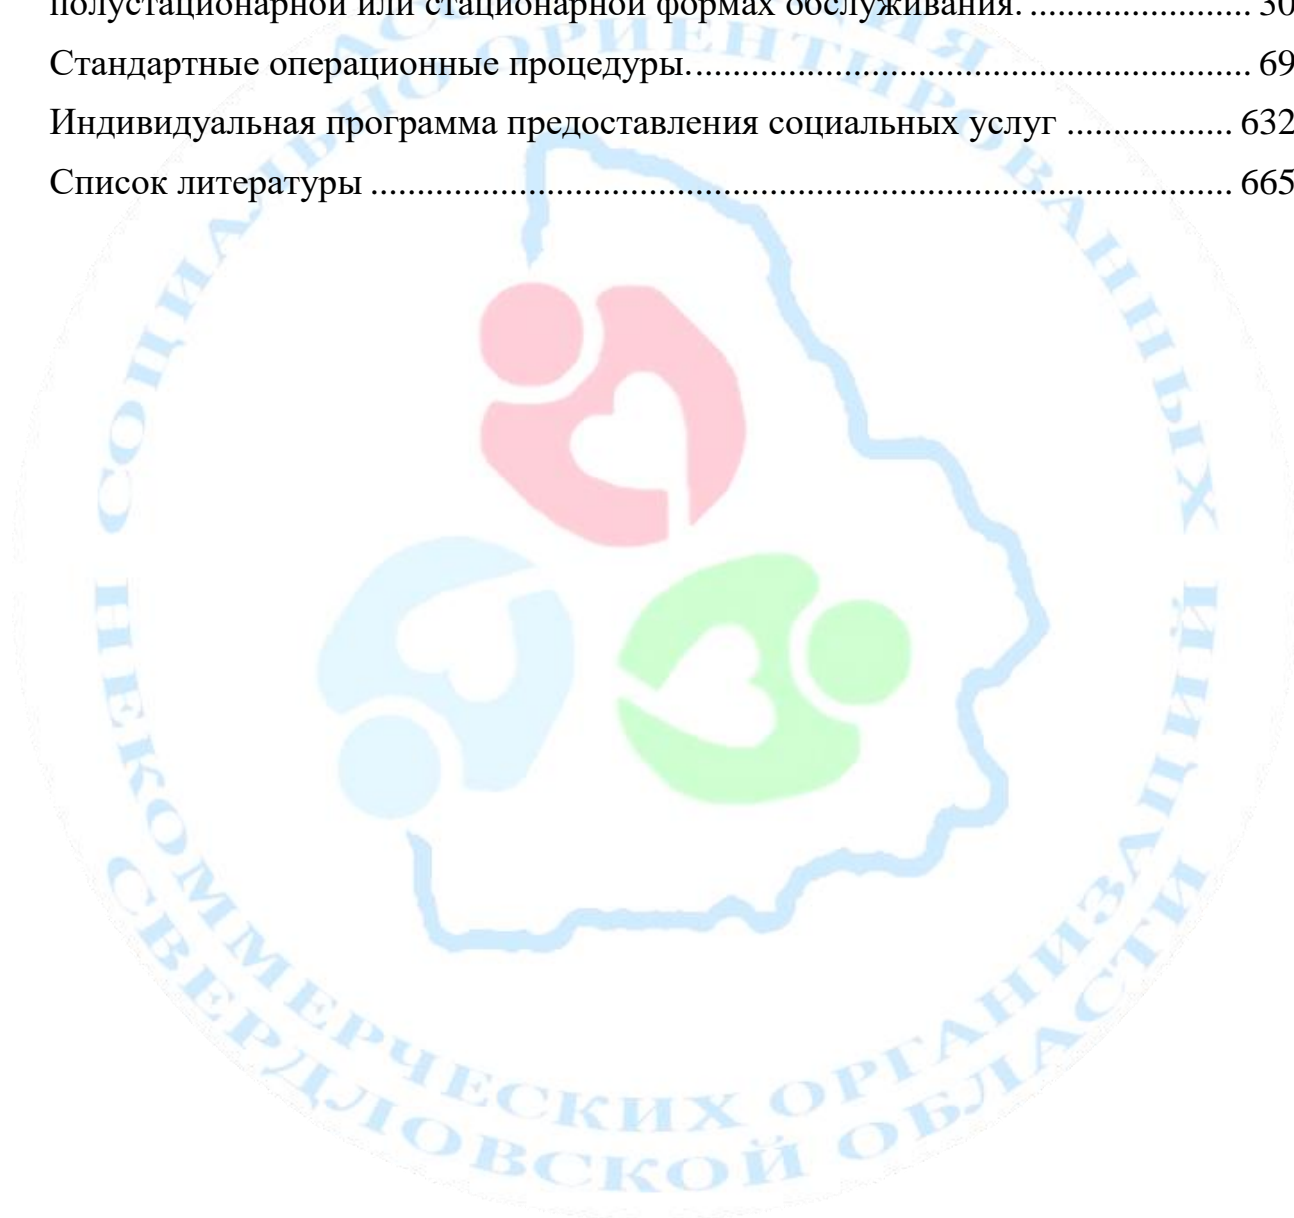 полустационарной или стационарной формах обслуживания. ........................ 30
Стандартные операционные процедуры............................................................. 69
Индивидуальная программа предоставления социальных услуг .................. 632
Список литературы ............................................................................................. 665
СОЦИАЛЬНО ОРИЕНТИРОВАННЫХ
И НЕКОММЕРЧЕСКИХ ОРГАНИЗАЦИЙ
СВЕРДЛОВСКОЙ ОБЛАСТИ